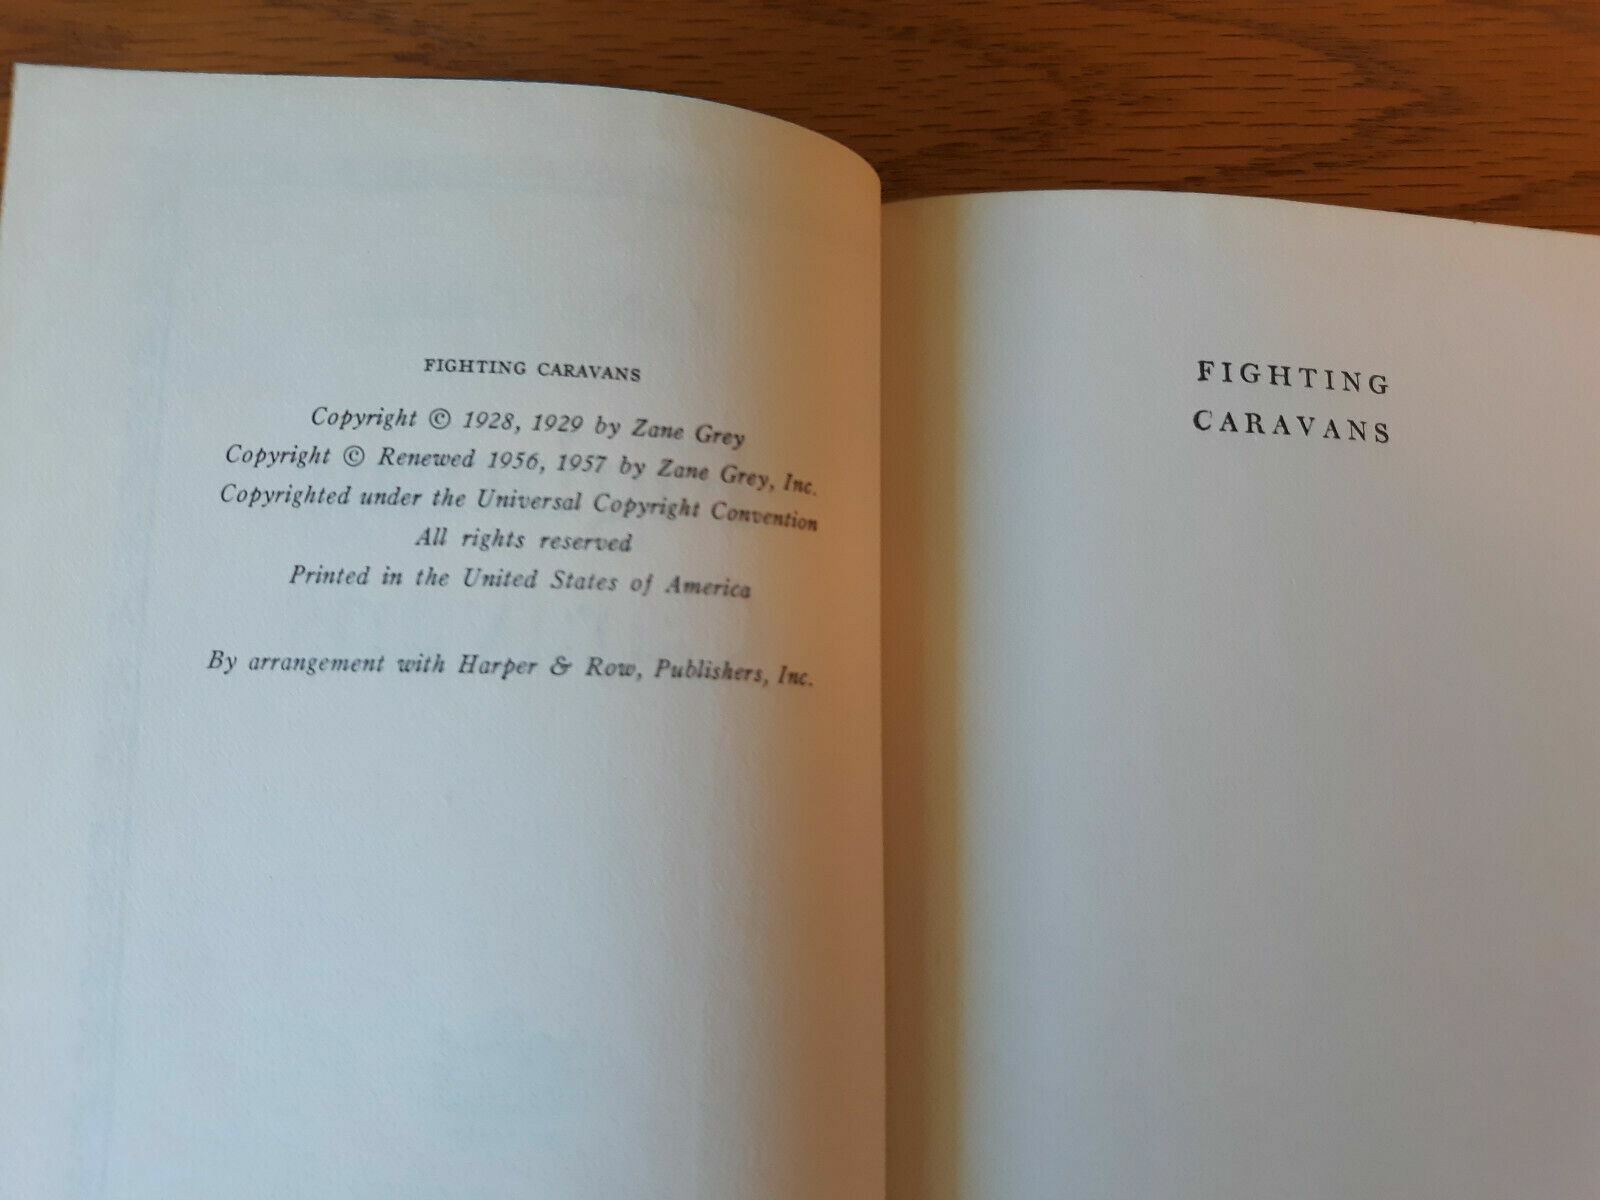 FIGHTING CARAVANS
Copyright © 1928, 1929 by Zane Grey
Copyright © Renewed 1956, 1957 by Zane Grey, Inc.
Copyrighted under the Universal Copyright Convention
All rights reserved
Printed in the United States of America
By arrangement with Harper & Row, Publishers, Inc.
FIGHTING
CARAVANS